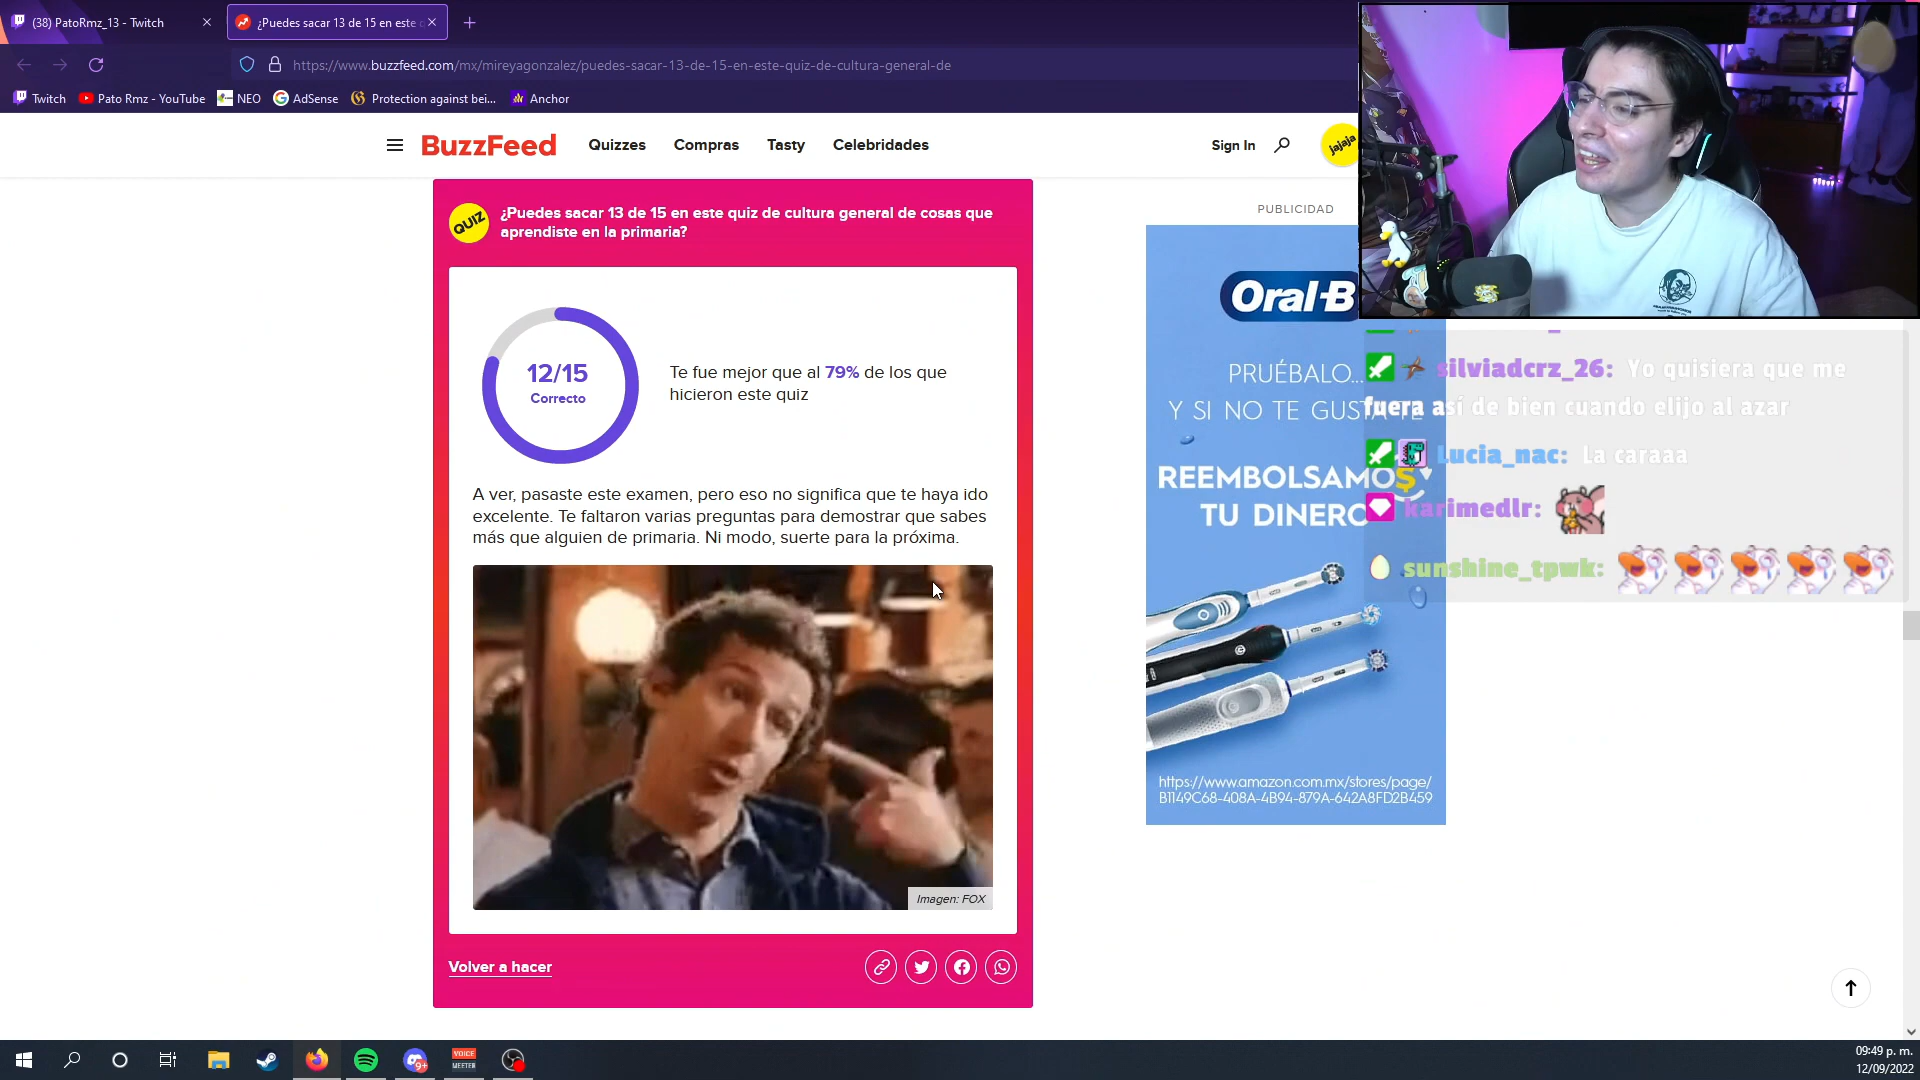 (38) PatoRmz_13 - Twitch
¿Puedes sacar 13 de 15 en este
https://www.buzzfeed.com/mx/mireyagonzalez/puedes-sacar-13-de-15-en-este-quiz-de-cultura-general-de
Twitch
Pato Rmz - YouTube
NEO
AdSense
Protection against bei...
Anchor
BuzzFeed
Quizzes
Compras
Tasty
Celebridades
Sign In
jajaja
QUIZ
¿Puedes sacar 13 de 15 en este quiz de cultura general de cosas que
aprendiste en la primaria?
12/15
Correcto
Te fue mejor que al 79% de los que
hicieron este quiz
A ver, pasaste este examen, pero eso no significa que te haya ido
excelente. Te faltaron varias preguntas para demostrar que sabes
más que alguien de primaria. Ni modo, suerte para la próxima.
Imagen: FOX
Volver a hacer
PUBLICIDAD
Oral-B
PRUÉBALO...
Y SI NO TE GUSTA TE
REEMBOLSAMO$
TU DINERO
https://www.amazon.com.mx/stores/page/
B1149C68-408A-4B94-879A-642A8FD2B459
silviadcrz_26: Yo quisiera que me
fuera así de bien cuando elijo al azar
Lucia_nac: La caraaa
karimedlr:
sunshine_tpwk:
9+
VOICE
MEETER
09:49 p. m.
12/09/2022